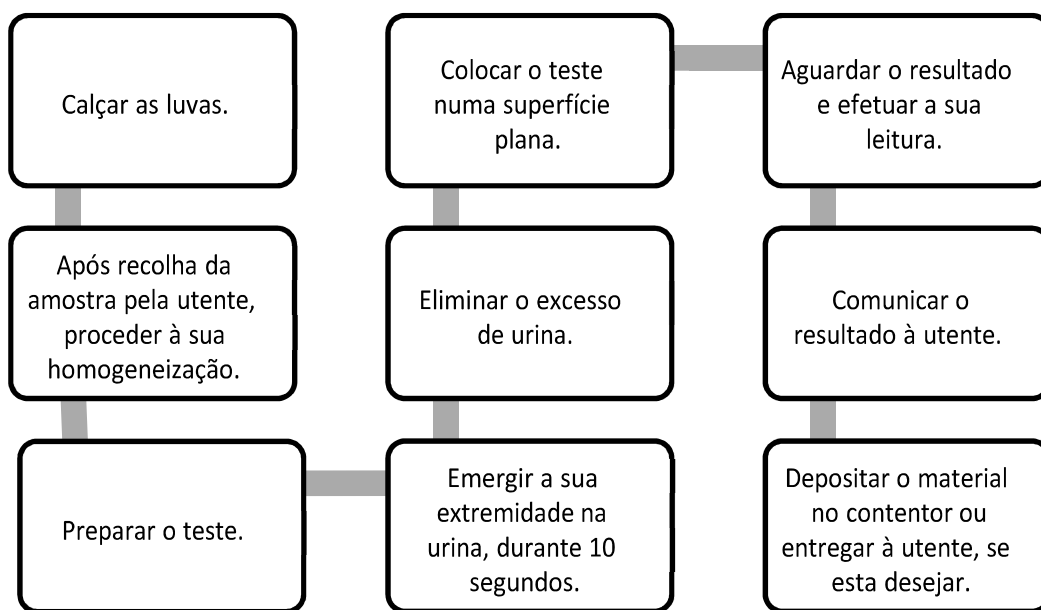 Calçar as luvas.
Após recolha da
amostra pela utente,
proceder à sua
homogeneização.
Preparar o teste.
Emergir a sua
extremidade na
urina, durante 10
segundos.
Eliminar o excesso
de urina.
Colocar o teste
numa superfície
plana.
Aguardar o resultado
e efetuar a sua
leitura.
Comunicar o
resultado à utente.
Depositar o material
no contentor ou
entregar à utente, se
esta desejar.